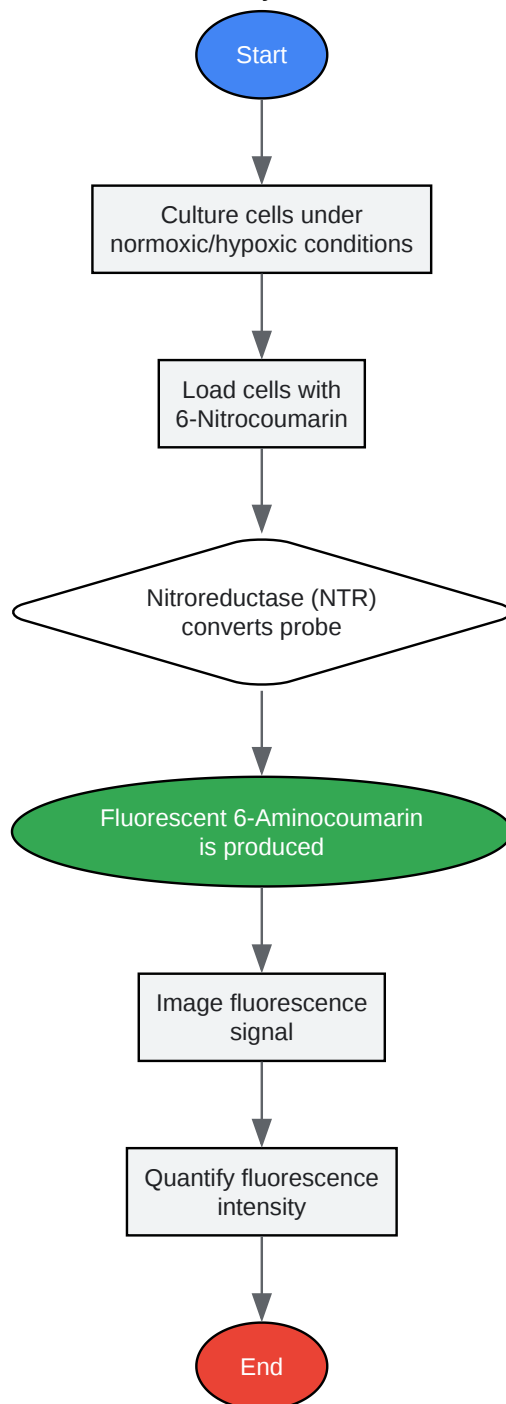 Start
Culture cells under
normoxic/hypoxic conditions
Load cells with
6-Nitrocoumarin
Nitroreductase (NTR)
converts probe
Fluorescent 6-Aminocoumarin
is produced
Image fluorescence
signal
Quantify fluorescence
intensity
End